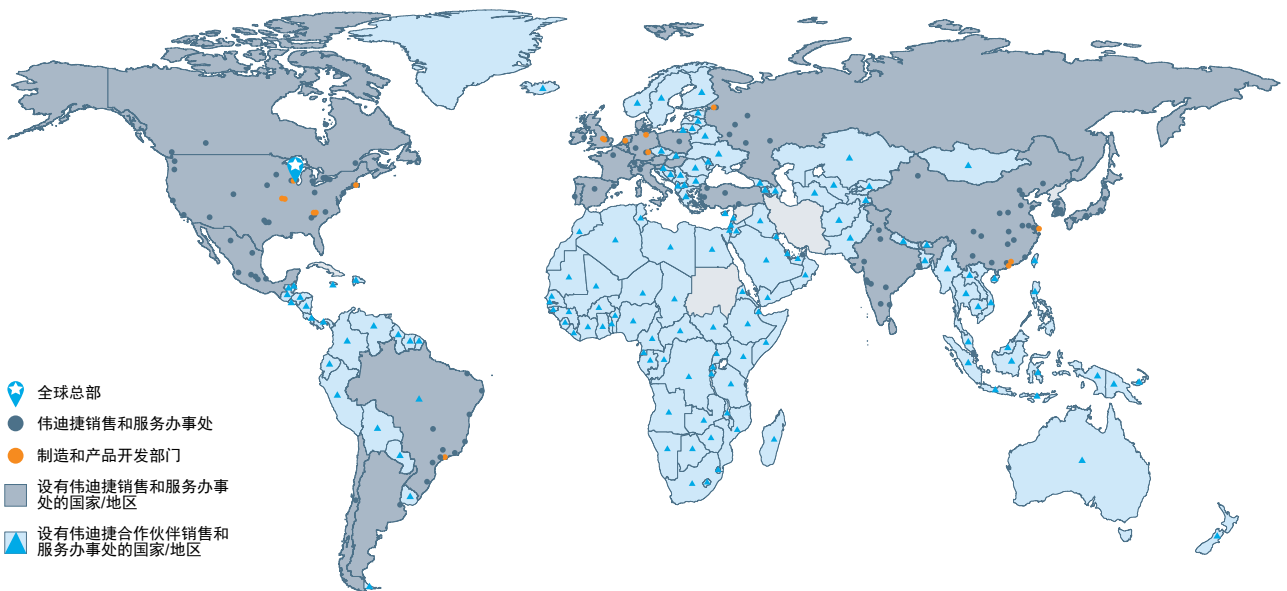 全球总部
伟迪捷销售和服务办事处
制造和产品开发部门
设有伟迪捷销售和服务办事
处的国家/地区
设有伟迪捷合作伙伴销售和
服务办事处的国家/地区